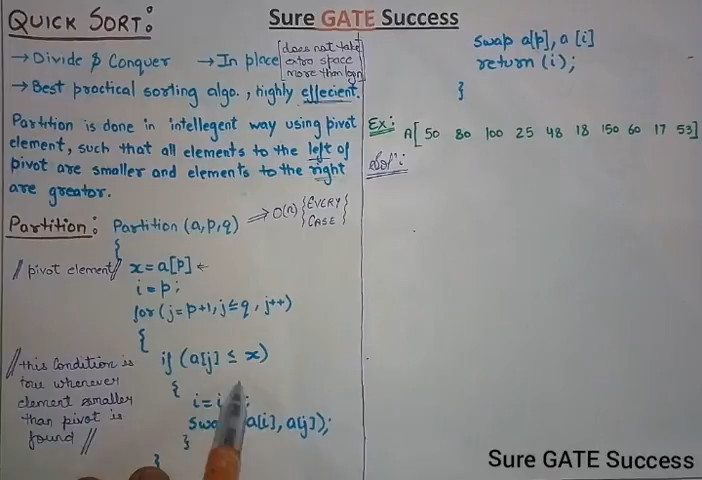 QUICK SORT:
Sure GATE Success
→ Divide & Conquer → In place [does not take
extra space
more than logn]
→ Best practical sorting algo., highly effecient.
Partition is done in intellegent way using pivot
element, such that all elements to the left of
pivot are smaller and elements to the right
are greator.
Partition: Partition (a,p,q) ⇒ O(n) {EVERY
CASE}
{
// pivot element // x = a[p] ←
i = p;
for (j=p+1, j≤q, j++)
{
if (a[j] ≤ x)
// this condition is
true whenever
element smaller
than pivot is
found //
{
i = i
a[i], a[j]);
}
}
swap a[p], a[i]
return (i);
}
Ex: A[ 50 80 100 25 48 18 150 60 17 53]
Solⁿ:
Sure GATE Success